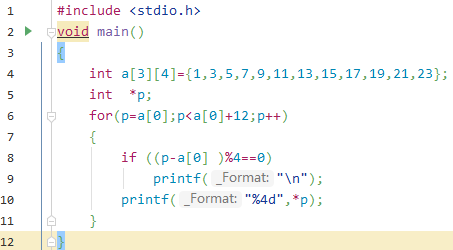 1 #include <stdio.h>
2 void main()
3 {
4 int a[3][4]={1,3,5,7,9,11,13,15,17,19,21,23};
5 int  *p;
6 for(p=a[0];p<a[0]+12;p++)
7 {
8 if ((p-a[0] )%4==0)
9 printf( _Format: "\n");
10 printf( _Format: "%4d",*p);
11 }
12 }